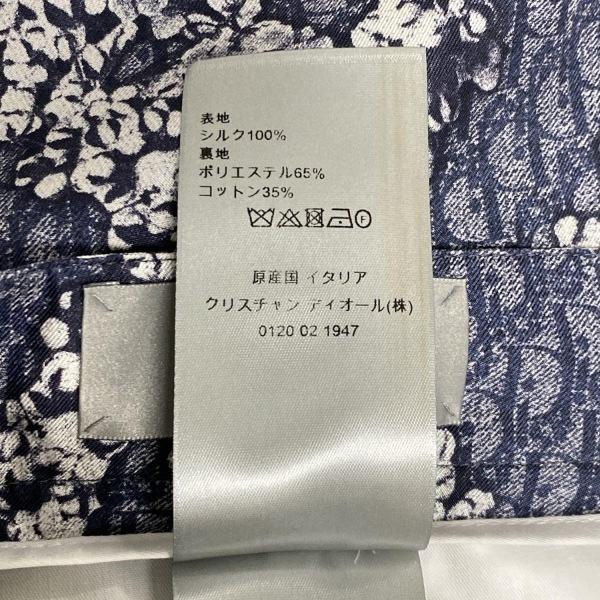 表地
シルク100%
裏地
ポリエステル65%
コットン35%
原産国 イタリア
クリスチャン ディオール(株)
0120 02 1947